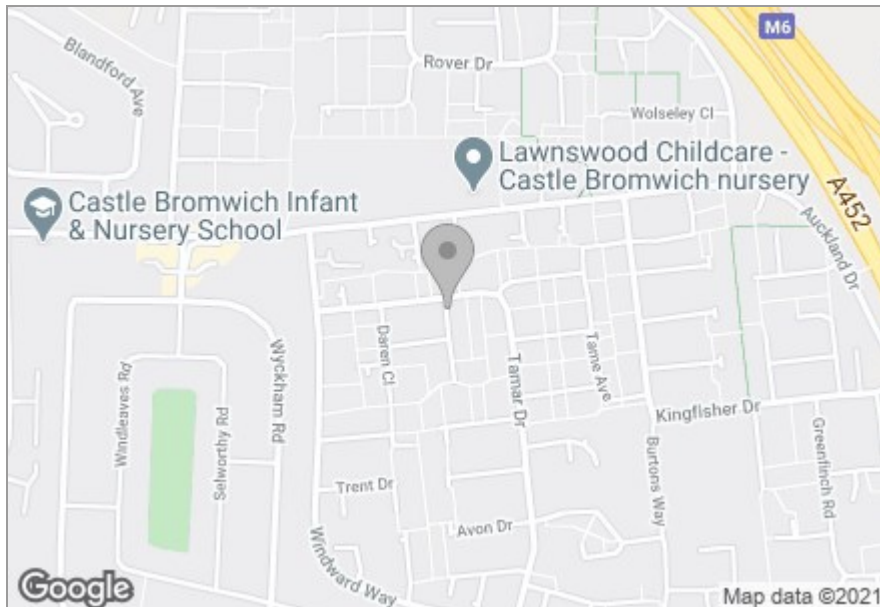 M6
Blandford Ave
Rover Dr
Wolseley Cl
Lawnswood Childcare -
Castle Bromwich nursery
A452
Castle Bromwich Infant
& Nursery School
Auckland Dr
Wyckham Rd
Daren Cl
Tamar Dr
Tame Ave
Windleaves Rd
Selworthy Rd
Kingfisher Dr
Greenfinch Rd
Burtons Way
Trent Dr
Avon Dr
Windward Way
Google
Map data ©2021